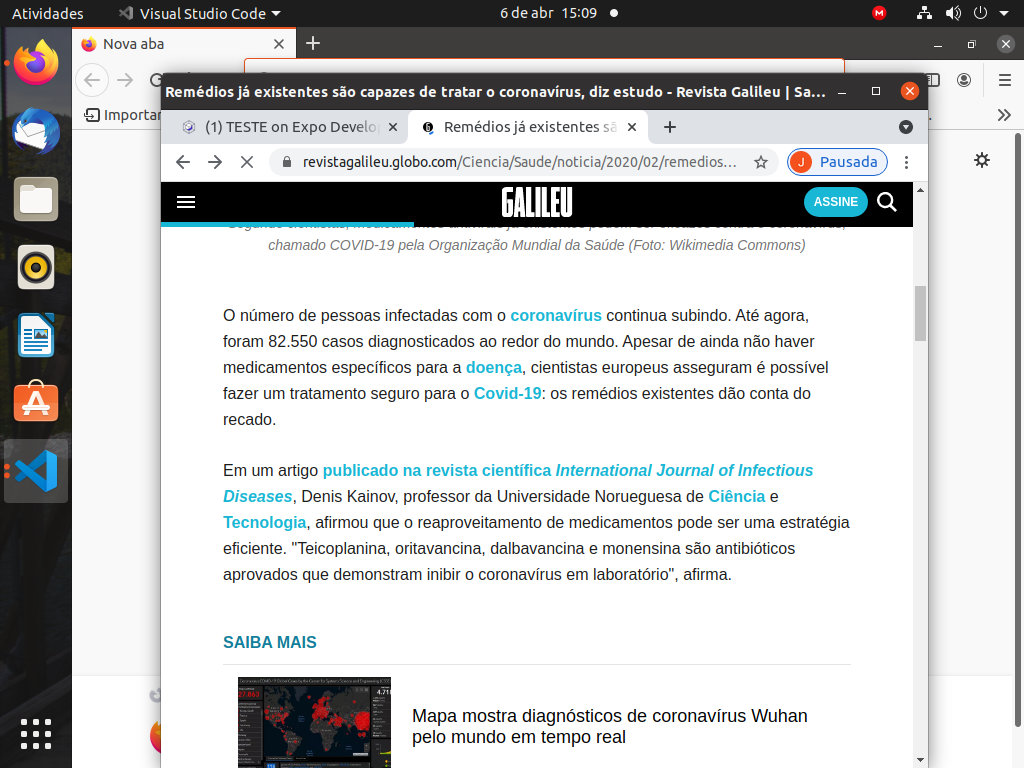 Atividades
Visual Studio Code
6 de abr 15:09
Nova aba
Remédios já existentes são capazes de tratar o coronavírus, diz estudo - Revista Galileu | Sa...
Importar
(1) TESTE on Expo Develo
Remédios já existentes sã
revistagalileu.globo.com/Ciencia/Saude/noticia/2020/02/remedios...
J Pausada
GALILEU
ASSINE
chamado COVID-19 pela Organização Mundial da Saúde (Foto: Wikimedia Commons)
O número de pessoas infectadas com o coronavírus continua subindo. Até agora,
foram 82.550 casos diagnosticados ao redor do mundo. Apesar de ainda não haver
medicamentos específicos para a doença, cientistas europeus asseguram é possível
fazer um tratamento seguro para o Covid-19: os remédios existentes dão conta do
recado.
Em um artigo publicado na revista científica International Journal of Infectious
Diseases, Denis Kainov, professor da Universidade Norueguesa de Ciência e
Tecnologia, afirmou que o reaproveitamento de medicamentos pode ser uma estratégia
eficiente. "Teicoplanina, oritavancina, dalbavancina e monensina são antibióticos
aprovados que demonstram inibir o coronavírus em laboratório", afirma.
SAIBA MAIS
Mapa mostra diagnósticos de coronavírus Wuhan
pelo mundo em tempo real